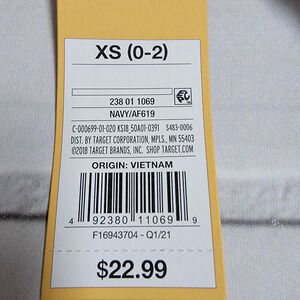 XS (0-2)
238 01 1069
NAVY/AF619
C-000699-01-020 XS18_50A01-0391 S483-0006
DIST. BY TARGET CORPORATION, MPLS, MN 55403
©2018 TARGET BRANDS, INC. SHOP TARGET.COM
ORIGIN: VIETNAM
4 92380 11069 9
F16943704 - Q1/21
$22.99